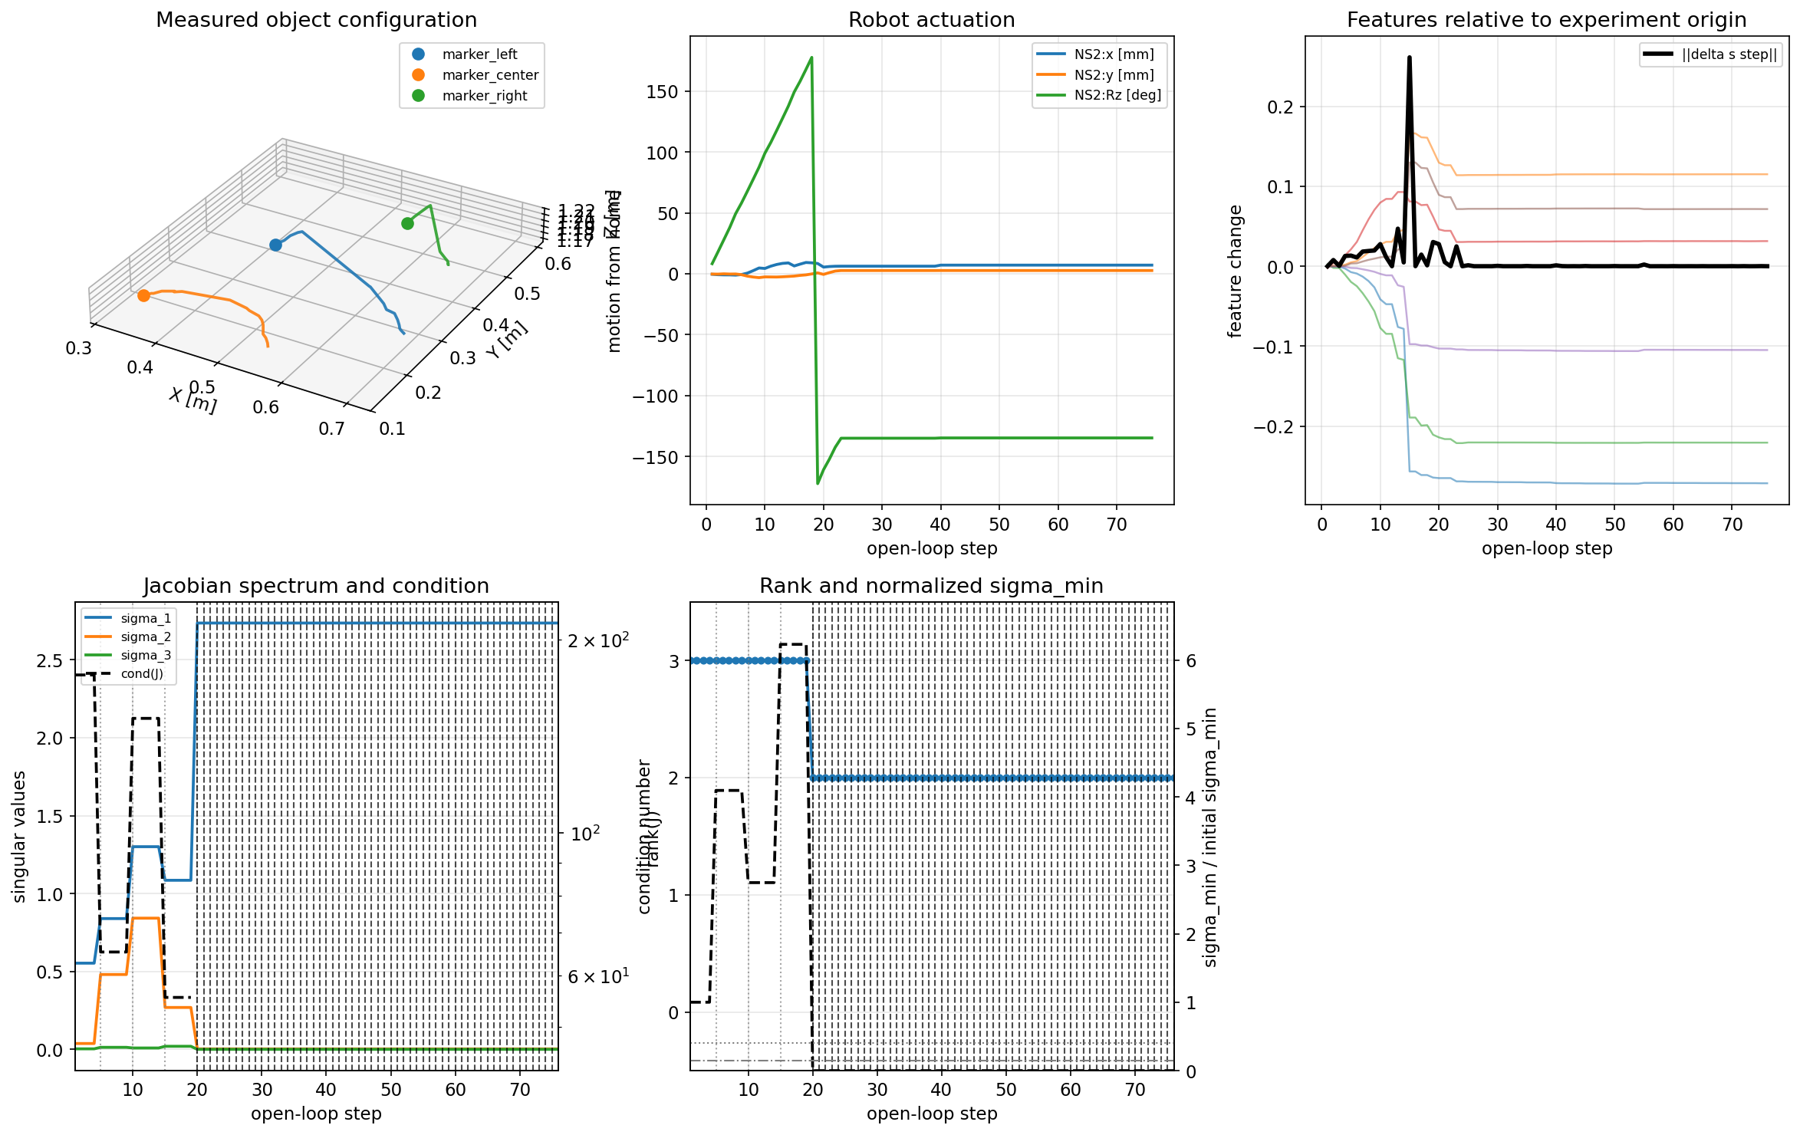 Measured object configuration
marker_left
marker_center
marker_right
0.3
0.4
0.5
0.6
0.7
X [m]
0.1
0.2
0.3
0.4
0.5
0.6
Y [m]
1.22
1.17
Robot actuation
NS2:x [mm]
NS2:y [mm]
NS2:Rz [deg]
150
100
50
0
−50
−100
−150
motion from home
0 10 20 30 40 50 60 70
open-loop step
Features relative to experiment origin
||delta s step||
0.2
0.1
0.0
−0.1
−0.2
feature change
0 10 20 30 40 50 60 70
open-loop step
Jacobian spectrum and condition
sigma_1
sigma_2
sigma_3
cond(J)
2.5
2.0
1.5
1.0
0.5
0.0
singular values
2 × 10²
10²
6 × 10¹
condition number
10 20 30 40 50 60 70
open-loop step
Rank and normalized sigma_min
3
2
1
0
rank(J)
6
5
4
3
2
1
0
sigma_min / initial sigma_min
10 20 30 40 50 60 70
open-loop step